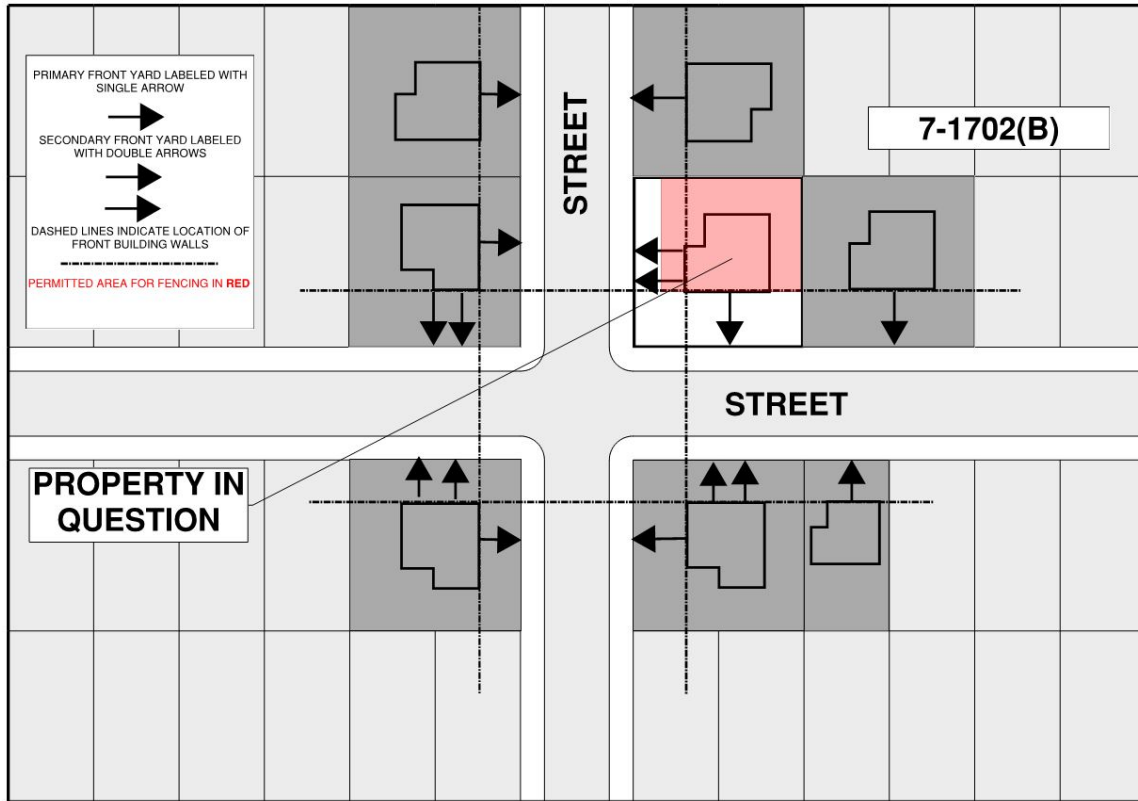 PRIMARY FRONT YARD LABELED WITH
SINGLE ARROW
SECONDARY FRONT YARD LABELED
WITH DOUBLE ARROWS
DASHED LINES INDICATE LOCATION OF
FRONT BUILDING WALLS
PERMITTED AREA FOR FENCING IN RED
STREET
7-1702(B)
STREET
PROPERTY IN
QUESTION